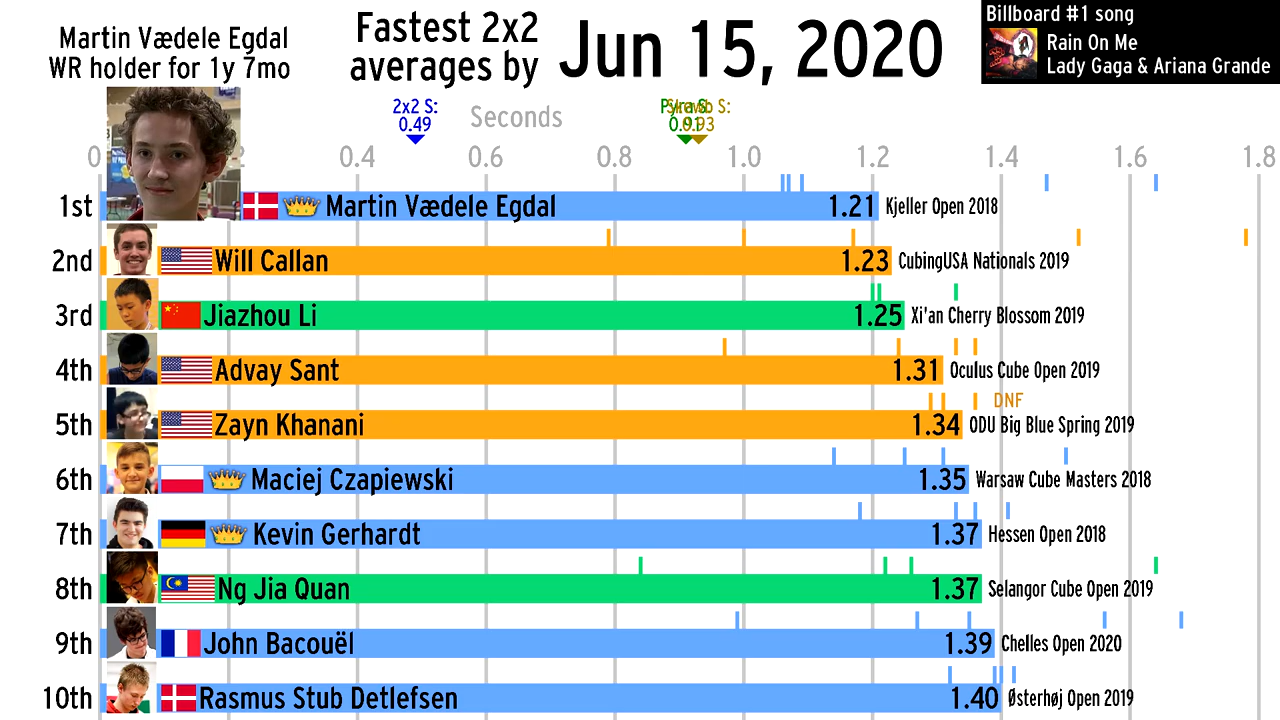 Martin Vædele Egdal
WR holder for 1y 7mo
Fastest 2x2
averages by
Jun 15, 2020
Billboard #1 song
Rain On Me
Lady Gaga & Ariana Grande
2x2 S:
0.49
Seconds
S:
0.93
0 0.4 0.6 0.8 1.0 1.2 1.4 1.6 1.8
1st Martin Vædele Egdal 1.21 Kjeller Open 2018
2nd Will Callan 1.23 CubingUSA Nationals 2019
3rd Jiazhou Li 1.25 Xi'an Cherry Blossom 2019
4th Advay Sant 1.31 Oculus Cube Open 2019
DNF
5th Zayn Khanani 1.34 ODU Big Blue Spring 2019
6th Maciej Czapiewski 1.35 Warsaw Cube Masters 2018
7th Kevin Gerhardt 1.37 Hessen Open 2018
8th Ng Jia Quan 1.37 Selangor Cube Open 2019
9th John Bacouël 1.39 Chelles Open 2020
10th Rasmus Stub Detlefsen 1.40 Østerhøj Open 2019